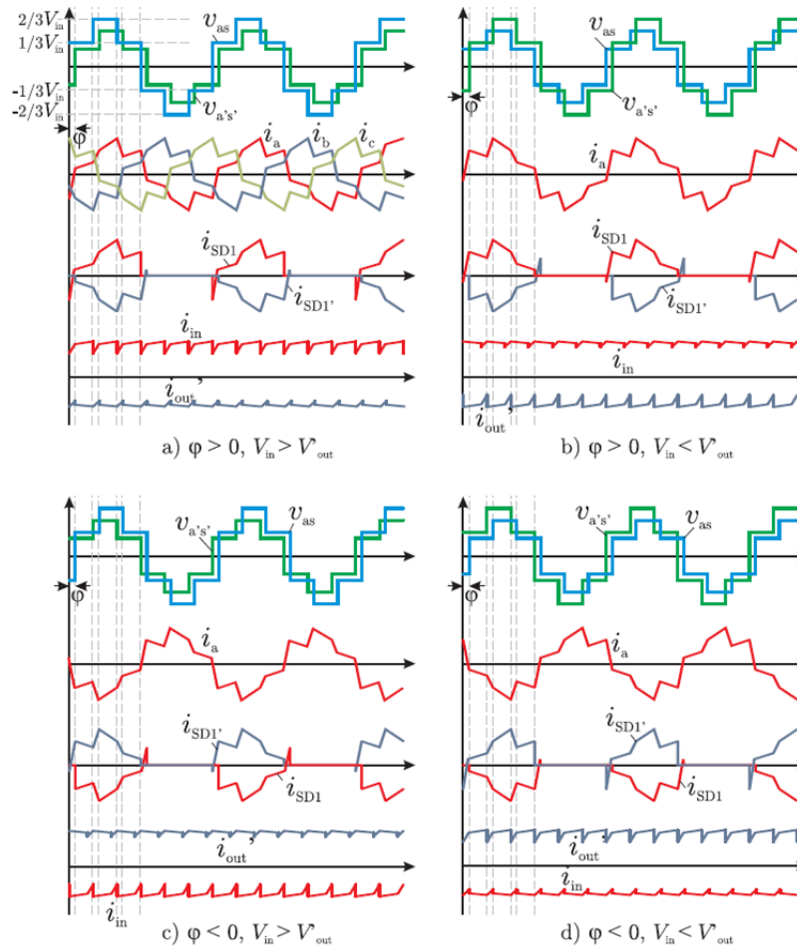 2/3V_in
1/3V_in
-1/3V_in
-2/3V_in
v_as
v_a's'
φ
i_a i_b i_c
i_SD1
i_SD1'
i_in
i_out'
a) φ > 0, V_in > V'_out
v_as
v_a's'
φ
i_a
i_SD1
i_SD1'
i_in
i_out'
b) φ > 0, V_in < V'_out
v_a's'
v_as
φ
i_a
i_SD1'
i_SD1
i_out'
i_in
c) φ < 0, V_in > V'_out
v_a's'
v_as
φ
i_a
i_SD1'
i_SD1
i_out'
i_in
d) φ < 0, V_in < V'_out